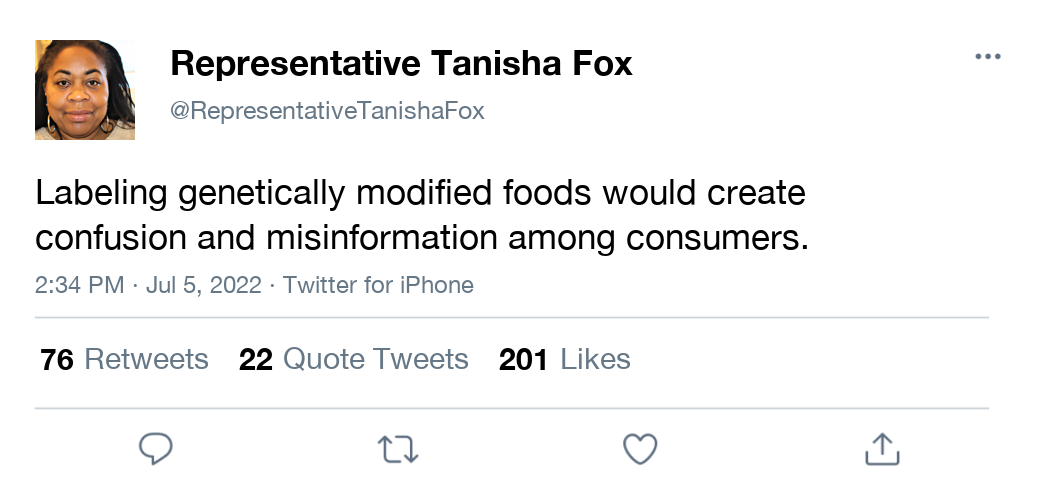 Representative Tanisha Fox
@RepresentativeTanishaFox
Labeling genetically modified foods would create
confusion and misinformation among consumers.
2:34 PM · Jul 5, 2022 · Twitter for iPhone
76 Retweets 22 Quote Tweets 201 Likes